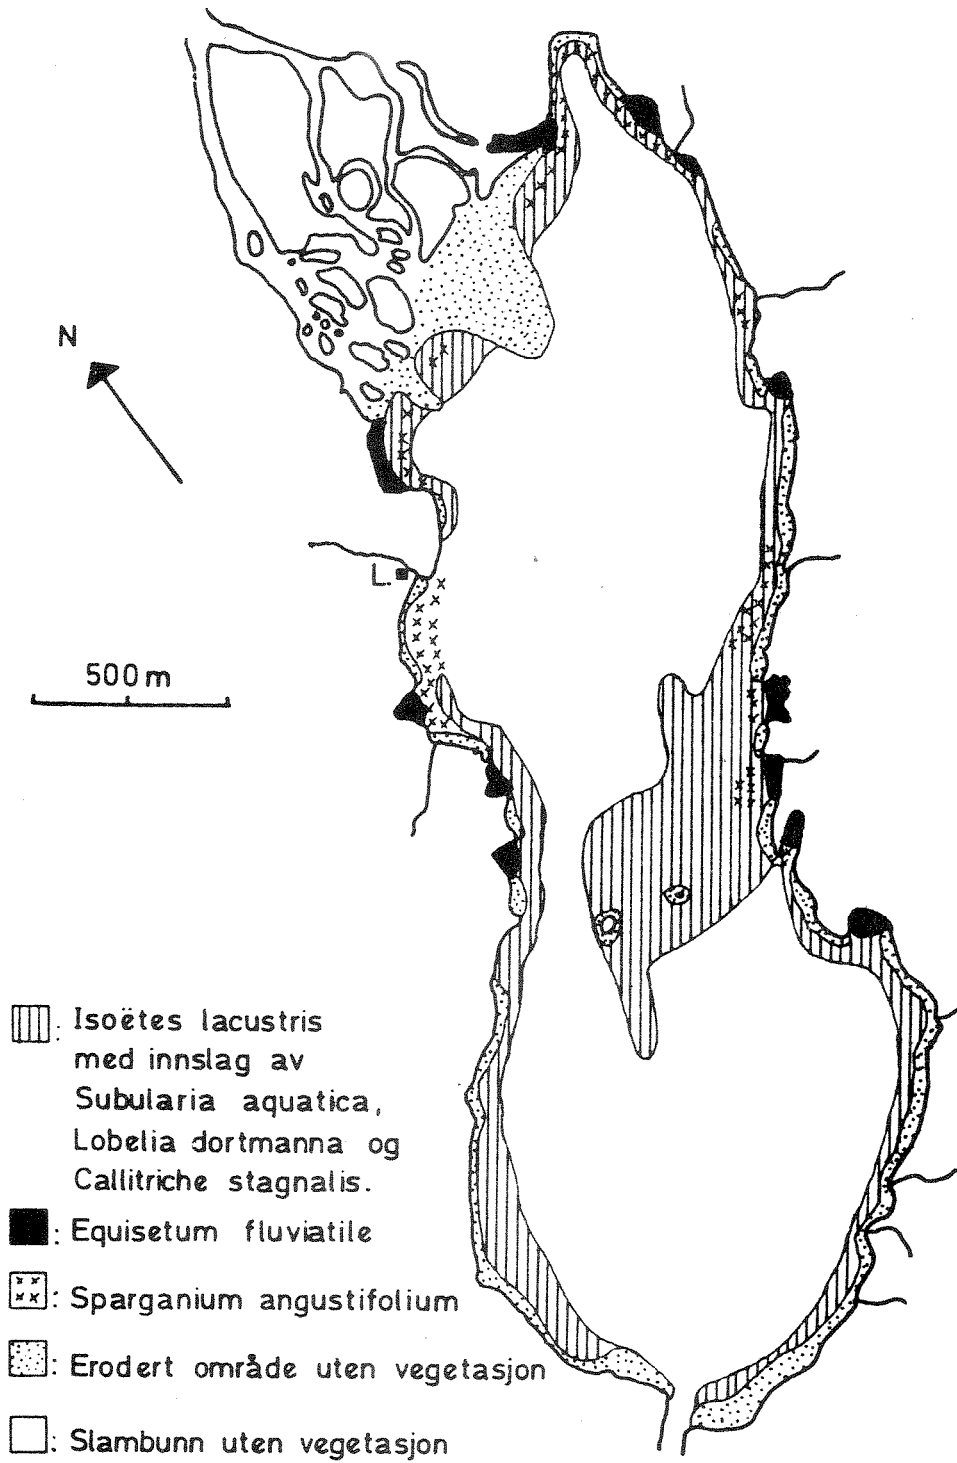 N
L.
500 m
: Isoëtes lacustris
med innslag av
Subularia aquatica,
Lobelia dortmanna og
Callitriche stagnalis.
: Equisetum fluviatile
: Sparganium angustifolium
: Erodert område uten vegetasjon
: Slambunn uten vegetasjon